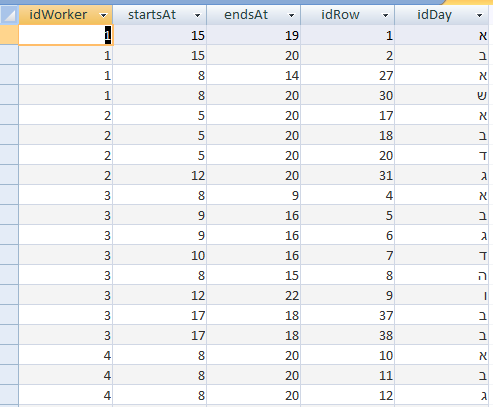 idWorker startsAt endsAt idRow idDay
1 15 19 1 א
1 15 20 2 ב
1 8 14 27 א
1 8 20 30 ש
2 5 20 17 א
2 5 20 18 ב
2 5 20 20 ד
2 12 20 31 ג
3 8 9 4 א
3 9 16 5 ב
3 9 16 6 ג
3 10 16 7 ד
3 8 15 8 ה
3 12 22 9 ו
3 17 18 37 ב
3 17 18 38 ב
4 8 20 10 א
4 8 20 11 ב
4 8 20 12 ג